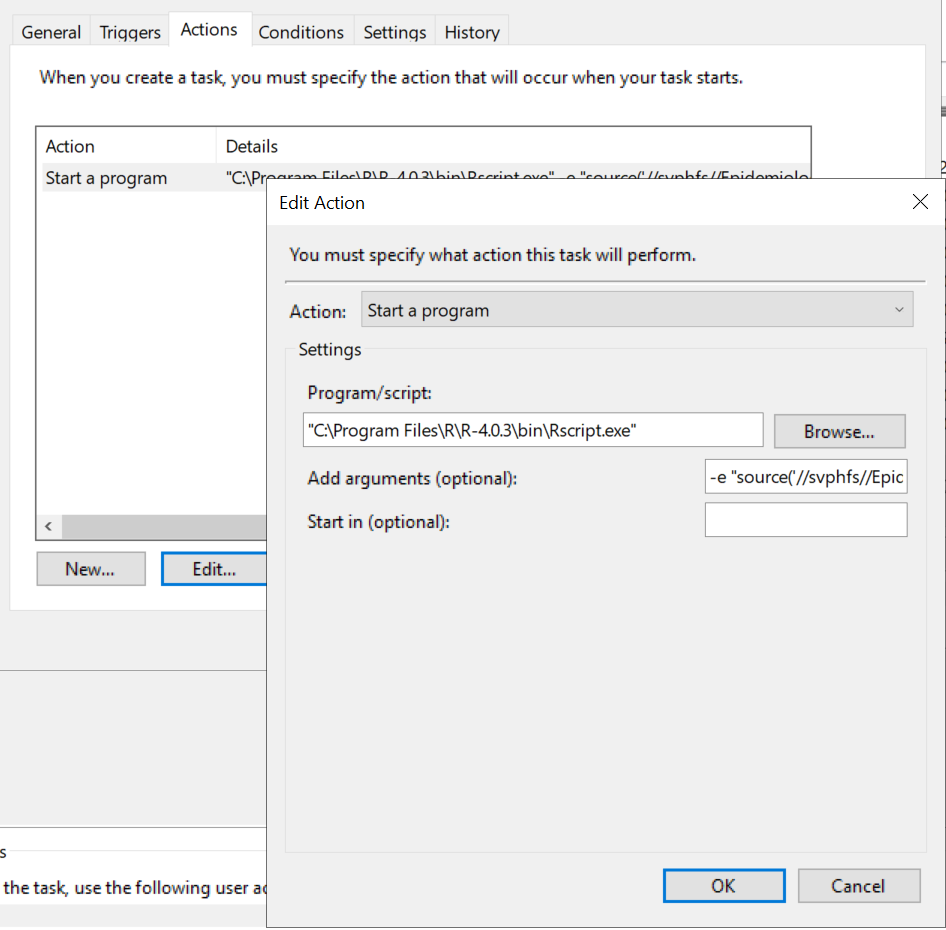 General Triggers Actions Conditions Settings History
When you create a task, you must specify the action that will occur when your task starts.
Action Details
Start a program "C:\Program Files\R\R-4.0.3\bin\Rscript.exe" -e "source('//svphfs//Epidemiolo
Edit Action
You must specify what action this task will perform.
Action: Start a program
Settings
Program/script:
"C:\Program Files\R\R-4.0.3\bin\Rscript.exe" Browse...
Add arguments (optional): -e "source('//svphfs//Epic
Start in (optional):
New... Edit...
s
the task, use the following user ac
OK Cancel